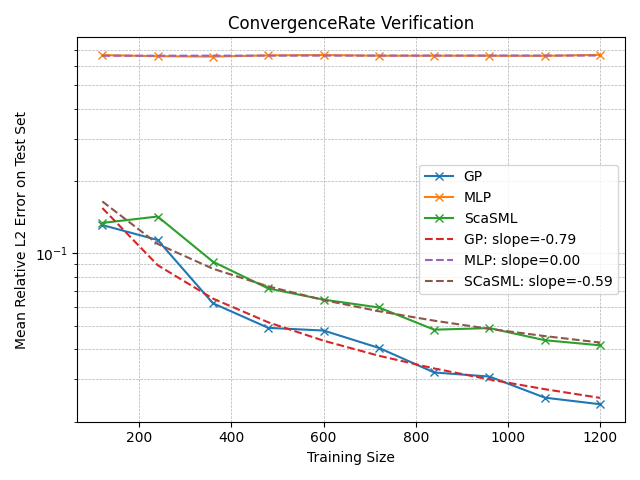 ConvergenceRate Verification
Mean Relative L2 Error on Test Set
10⁻¹
GP
MLP
ScaSML
GP: slope=-0.79
MLP: slope=0.00
SCaSML: slope=-0.59
200 400 600 800 1000 1200
Training Size